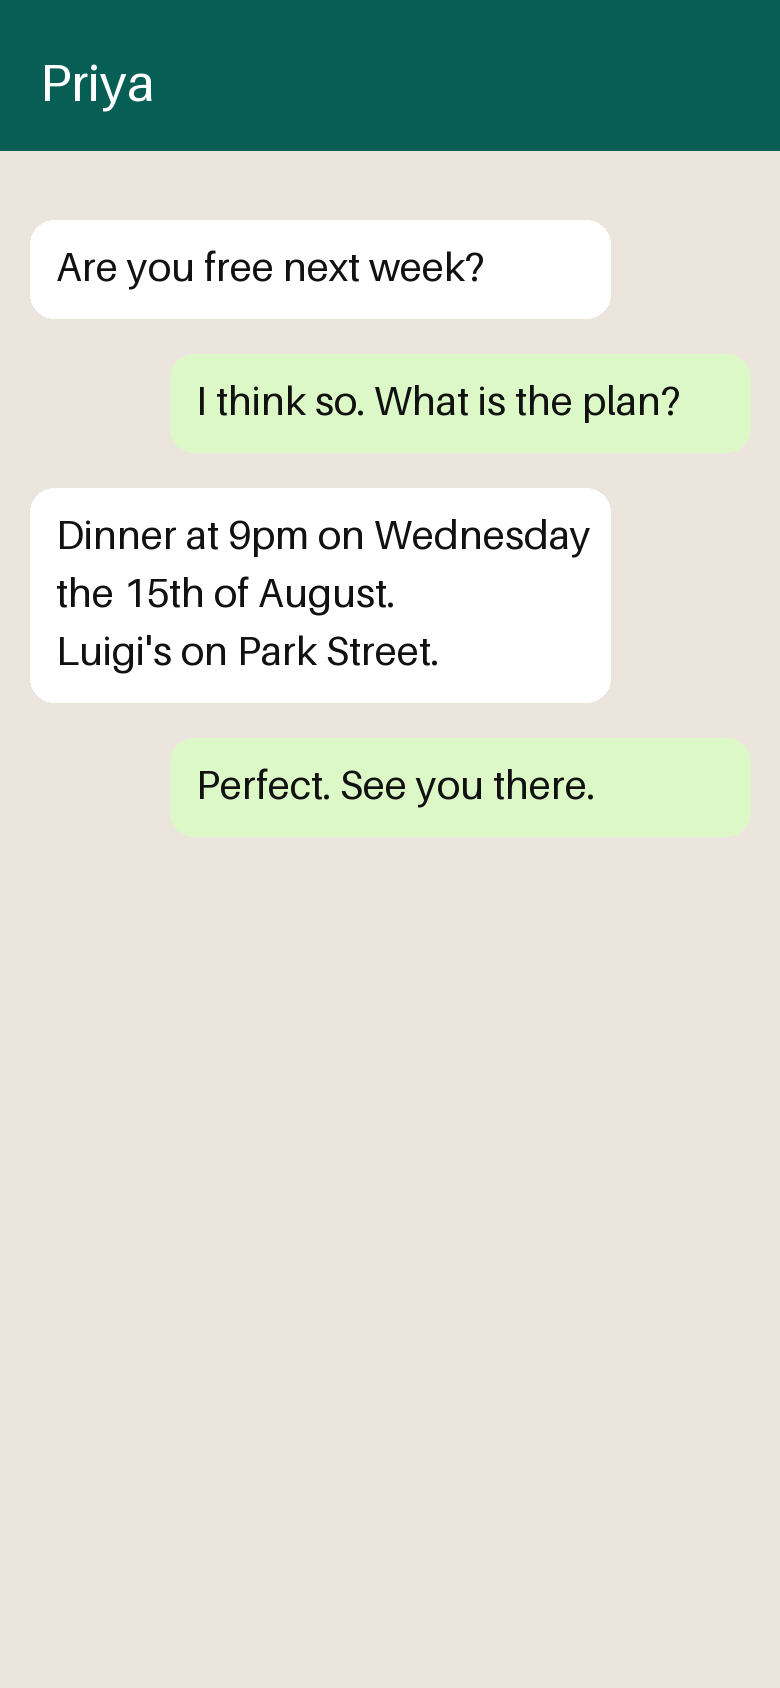 Priya
Are you free next week?
I think so. What is the plan?
Dinner at 9pm on Wednesday
the 15th of August.
Luigi's on Park Street.
Perfect. See you there.